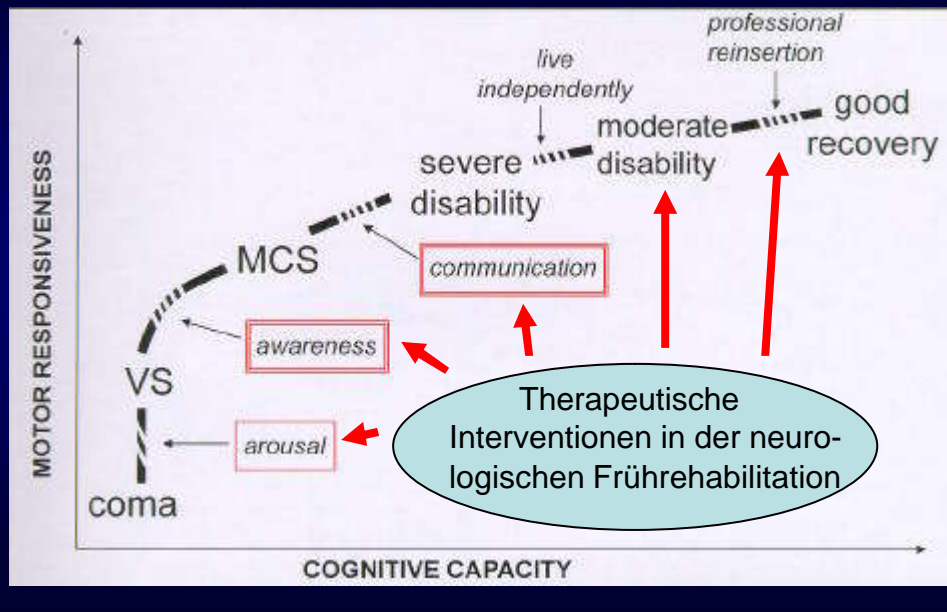 professional
reinsertion
live
independently
good
recovery
moderate
disability
severe
disability
MCS
communication
awareness
VS
arousal
coma
Therapeutische
Interventionen in der neuro-
logischen Frührehabilitation
MOTOR RESPONSIVENESS
COGNITIVE CAPACITY